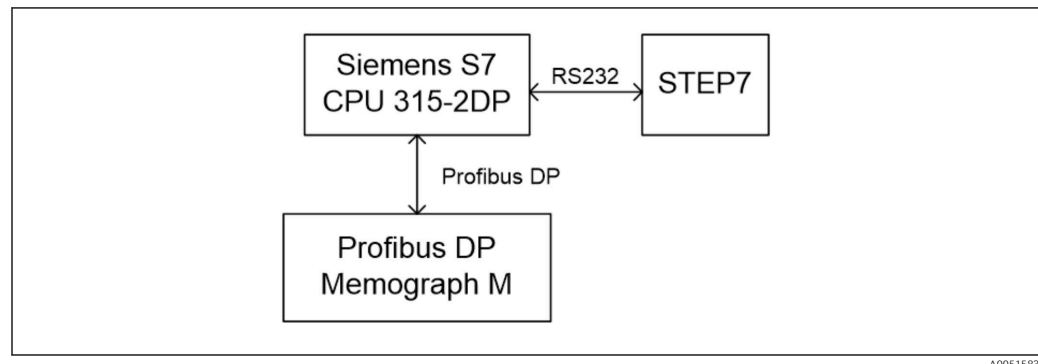 Siemens S7
CPU 315-2DP
RS232
STEP7
Profibus DP
Profibus DP
Memograph M
A0051583